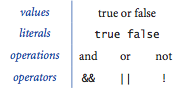 values true or false
literals true false
operations and or not
operators && || !